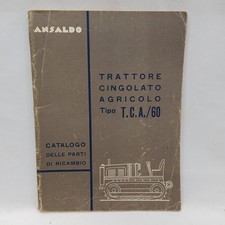 ANSALDO
TRATTORE
CINGOLATO
AGRICOLO
Tipo T.C.A./60
CATALOGO
DELLE PARTI
DI RICAMBIO